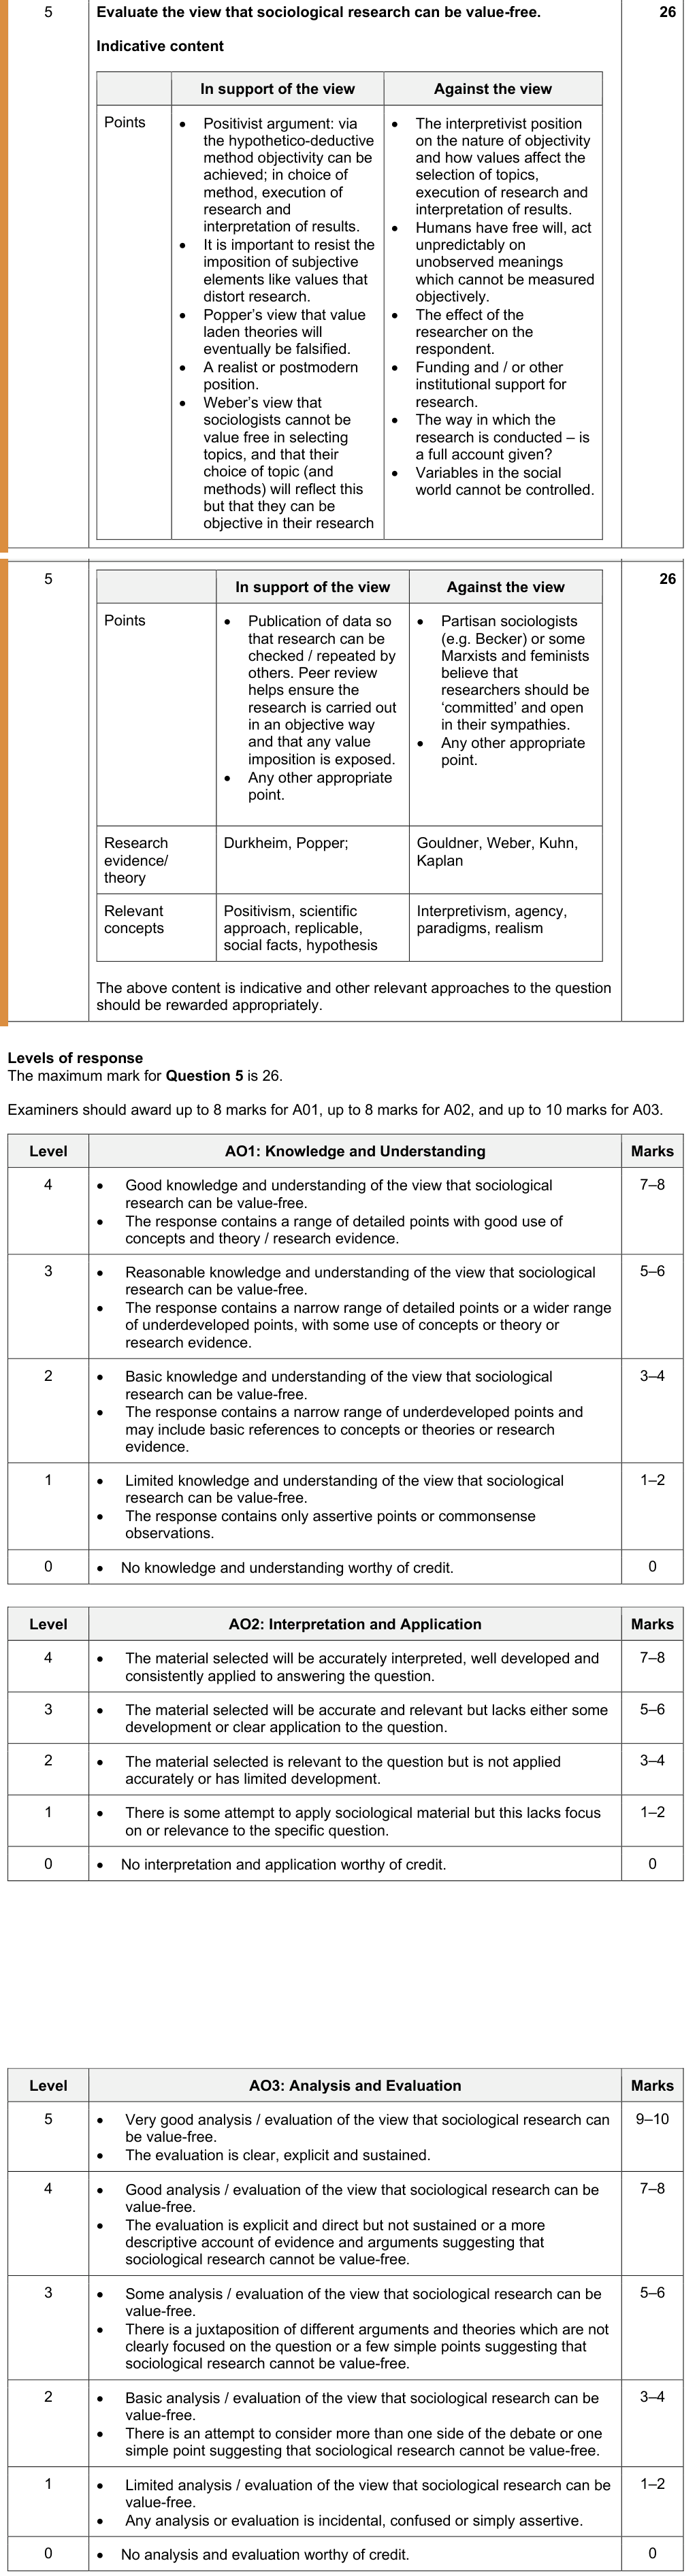 5
Evaluate the view that sociological research can be value-free.
26
Indicative content
In support of the view
Against the view
Points
• Positivist argument: via
the hypothetico-deductive
method objectivity can be
achieved; in choice of
method, execution of
research and
interpretation of results.
• It is important to resist the
imposition of subjective
elements like values that
distort research.
• Popper's view that value
laden theories will
eventually be falsified.
• A realist or postmodern
position.
• Weber's view that
sociologists cannot be
value free in selecting
topics, and that their
choice of topic (and
methods) will reflect this
but that they can be
objective in their research
• The interpretivist position
on the nature of objectivity
and how values affect the
selection of topics,
execution of research and
interpretation of results.
• Humans have free will, act
unpredictably on
unobserved meanings
which cannot be measured
objectively.
• The effect of the
researcher on the
respondent.
• Funding and / or other
institutional support for
research.
• The way in which the
research is conducted – is
a full account given?
• Variables in the social
world cannot be controlled.
5
26
In support of the view
Against the view
Points
• Publication of data so
that research can be
checked / repeated by
others. Peer review
helps ensure the
research is carried out
in an objective way
and that any value
imposition is exposed.
• Any other appropriate
point.
• Partisan sociologists
(e.g. Becker) or some
Marxists and feminists
believe that
researchers should be
'committed' and open
in their sympathies.
• Any other appropriate
point.
Research
evidence/
theory
Durkheim, Popper;
Gouldner, Weber, Kuhn,
Kaplan
Relevant
concepts
Positivism, scientific
approach, replicable,
social facts, hypothesis
Interpretivism, agency,
paradigms, realism
The above content is indicative and other relevant approaches to the question
should be rewarded appropriately.
Levels of response
The maximum mark for Question 5 is 26.
Examiners should award up to 8 marks for A01, up to 8 marks for A02, and up to 10 marks for A03.
Level
AO1: Knowledge and Understanding
Marks
4
• Good knowledge and understanding of the view that sociological
research can be value-free.
• The response contains a range of detailed points with good use of
concepts and theory / research evidence.
7–8
3
• Reasonable knowledge and understanding of the view that sociological
research can be value-free.
• The response contains a narrow range of detailed points or a wider range
of underdeveloped points, with some use of concepts or theory or
research evidence.
5–6
2
• Basic knowledge and understanding of the view that sociological
research can be value-free.
• The response contains a narrow range of underdeveloped points and
may include basic references to concepts or theories or research
evidence.
3–4
1
• Limited knowledge and understanding of the view that sociological
research can be value-free.
• The response contains only assertive points or commonsense
observations.
1–2
0
• No knowledge and understanding worthy of credit.
0
Level
AO2: Interpretation and Application
Marks
4
• The material selected will be accurately interpreted, well developed and
consistently applied to answering the question.
7–8
3
• The material selected will be accurate and relevant but lacks either some
development or clear application to the question.
5–6
2
• The material selected is relevant to the question but is not applied
accurately or has limited development.
3–4
1
• There is some attempt to apply sociological material but this lacks focus
on or relevance to the specific question.
1–2
0
• No interpretation and application worthy of credit.
0
Level
AO3: Analysis and Evaluation
Marks
5
• Very good analysis / evaluation of the view that sociological research can
be value-free.
• The evaluation is clear, explicit and sustained.
9–10
4
• Good analysis / evaluation of the view that sociological research can be
value-free.
• The evaluation is explicit and direct but not sustained or a more
descriptive account of evidence and arguments suggesting that
sociological research cannot be value-free.
7–8
3
• Some analysis / evaluation of the view that sociological research can be
value-free.
• There is a juxtaposition of different arguments and theories which are not
clearly focused on the question or a few simple points suggesting that
sociological research cannot be value-free.
5–6
2
• Basic analysis / evaluation of the view that sociological research can be
value-free.
• There is an attempt to consider more than one side of the debate or one
simple point suggesting that sociological research cannot be value-free.
3–4
1
• Limited analysis / evaluation of the view that sociological research can be
value-free.
• Any analysis or evaluation is incidental, confused or simply assertive.
1–2
0
• No analysis and evaluation worthy of credit.
0